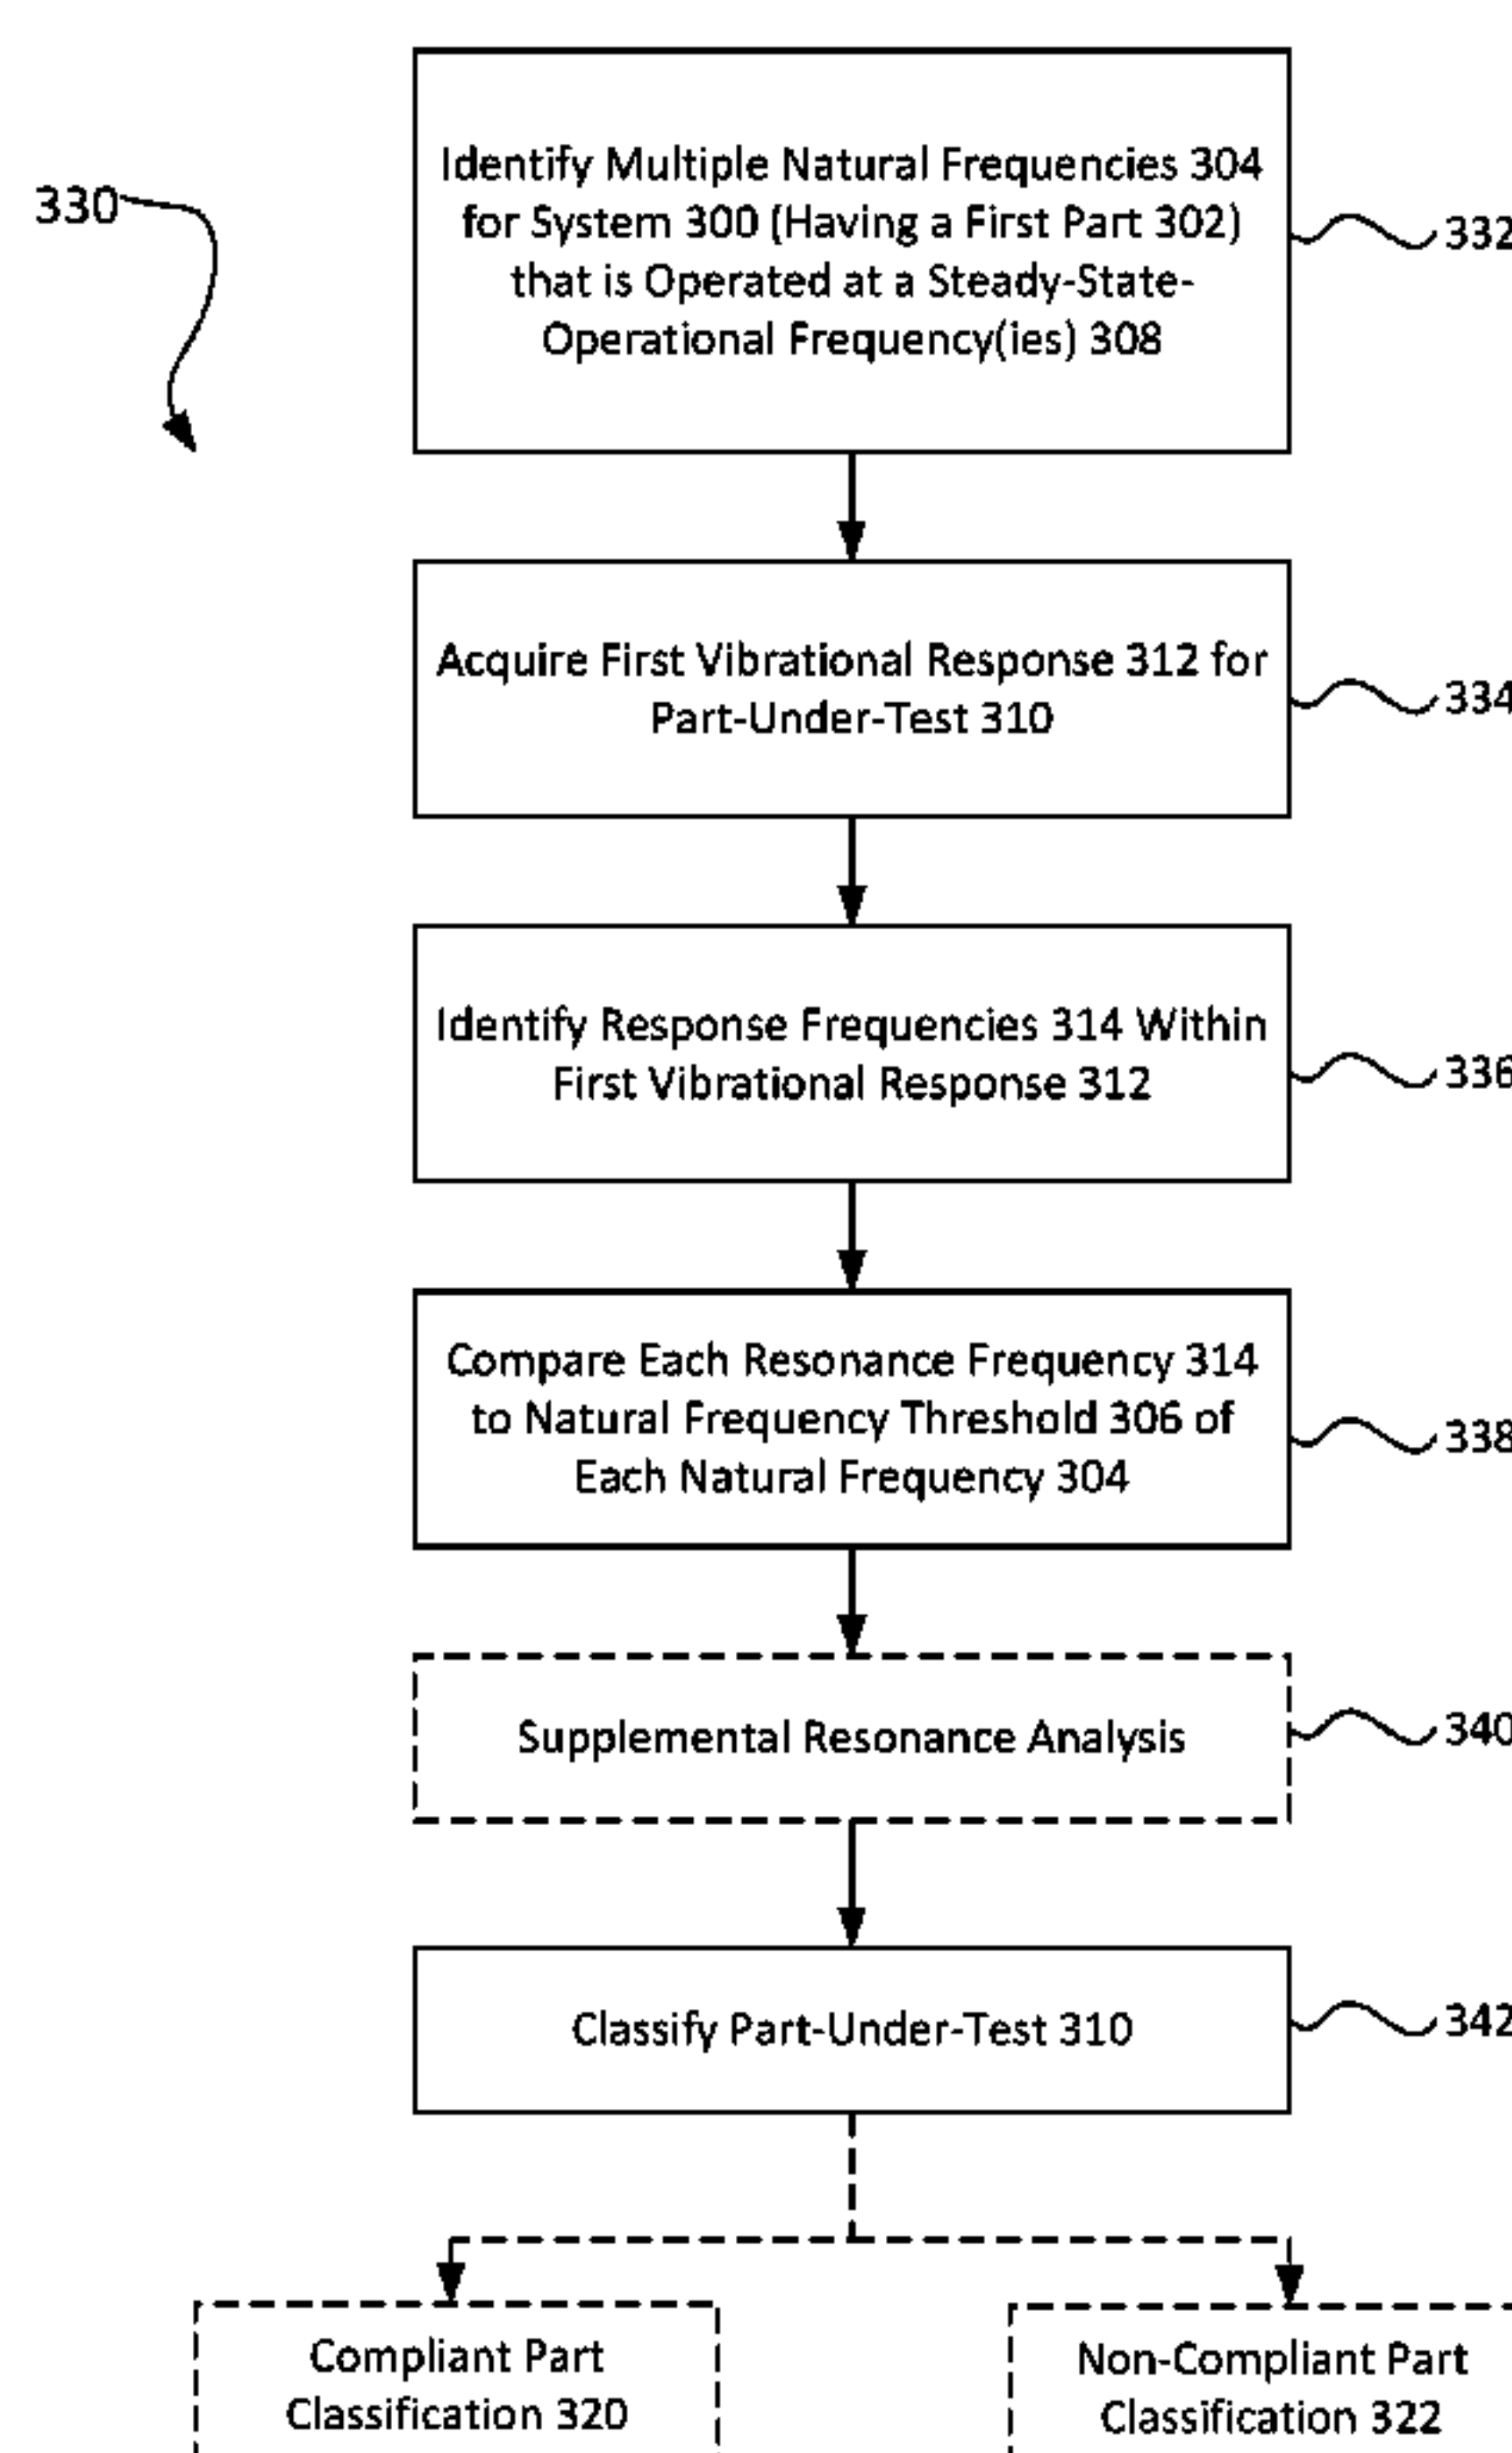 330
Identify Multiple Natural Frequencies 304
for System 300 (Having a First Part 302)
that is Operated at a Steady-State-
Operational Frequency(ies) 308
332
Acquire First Vibrational Response 312 for
Part-Under-Test 310
334
Identify Response Frequencies 314 Within
First Vibrational Response 312
336
Compare Each Resonance Frequency 314
to Natural Frequency Threshold 306 of
Each Natural Frequency 304
338
Supplemental Resonance Analysis
340
Classify Part-Under-Test 310
342
Compliant Part
Classification 320
Non-Compliant Part
Classification 322